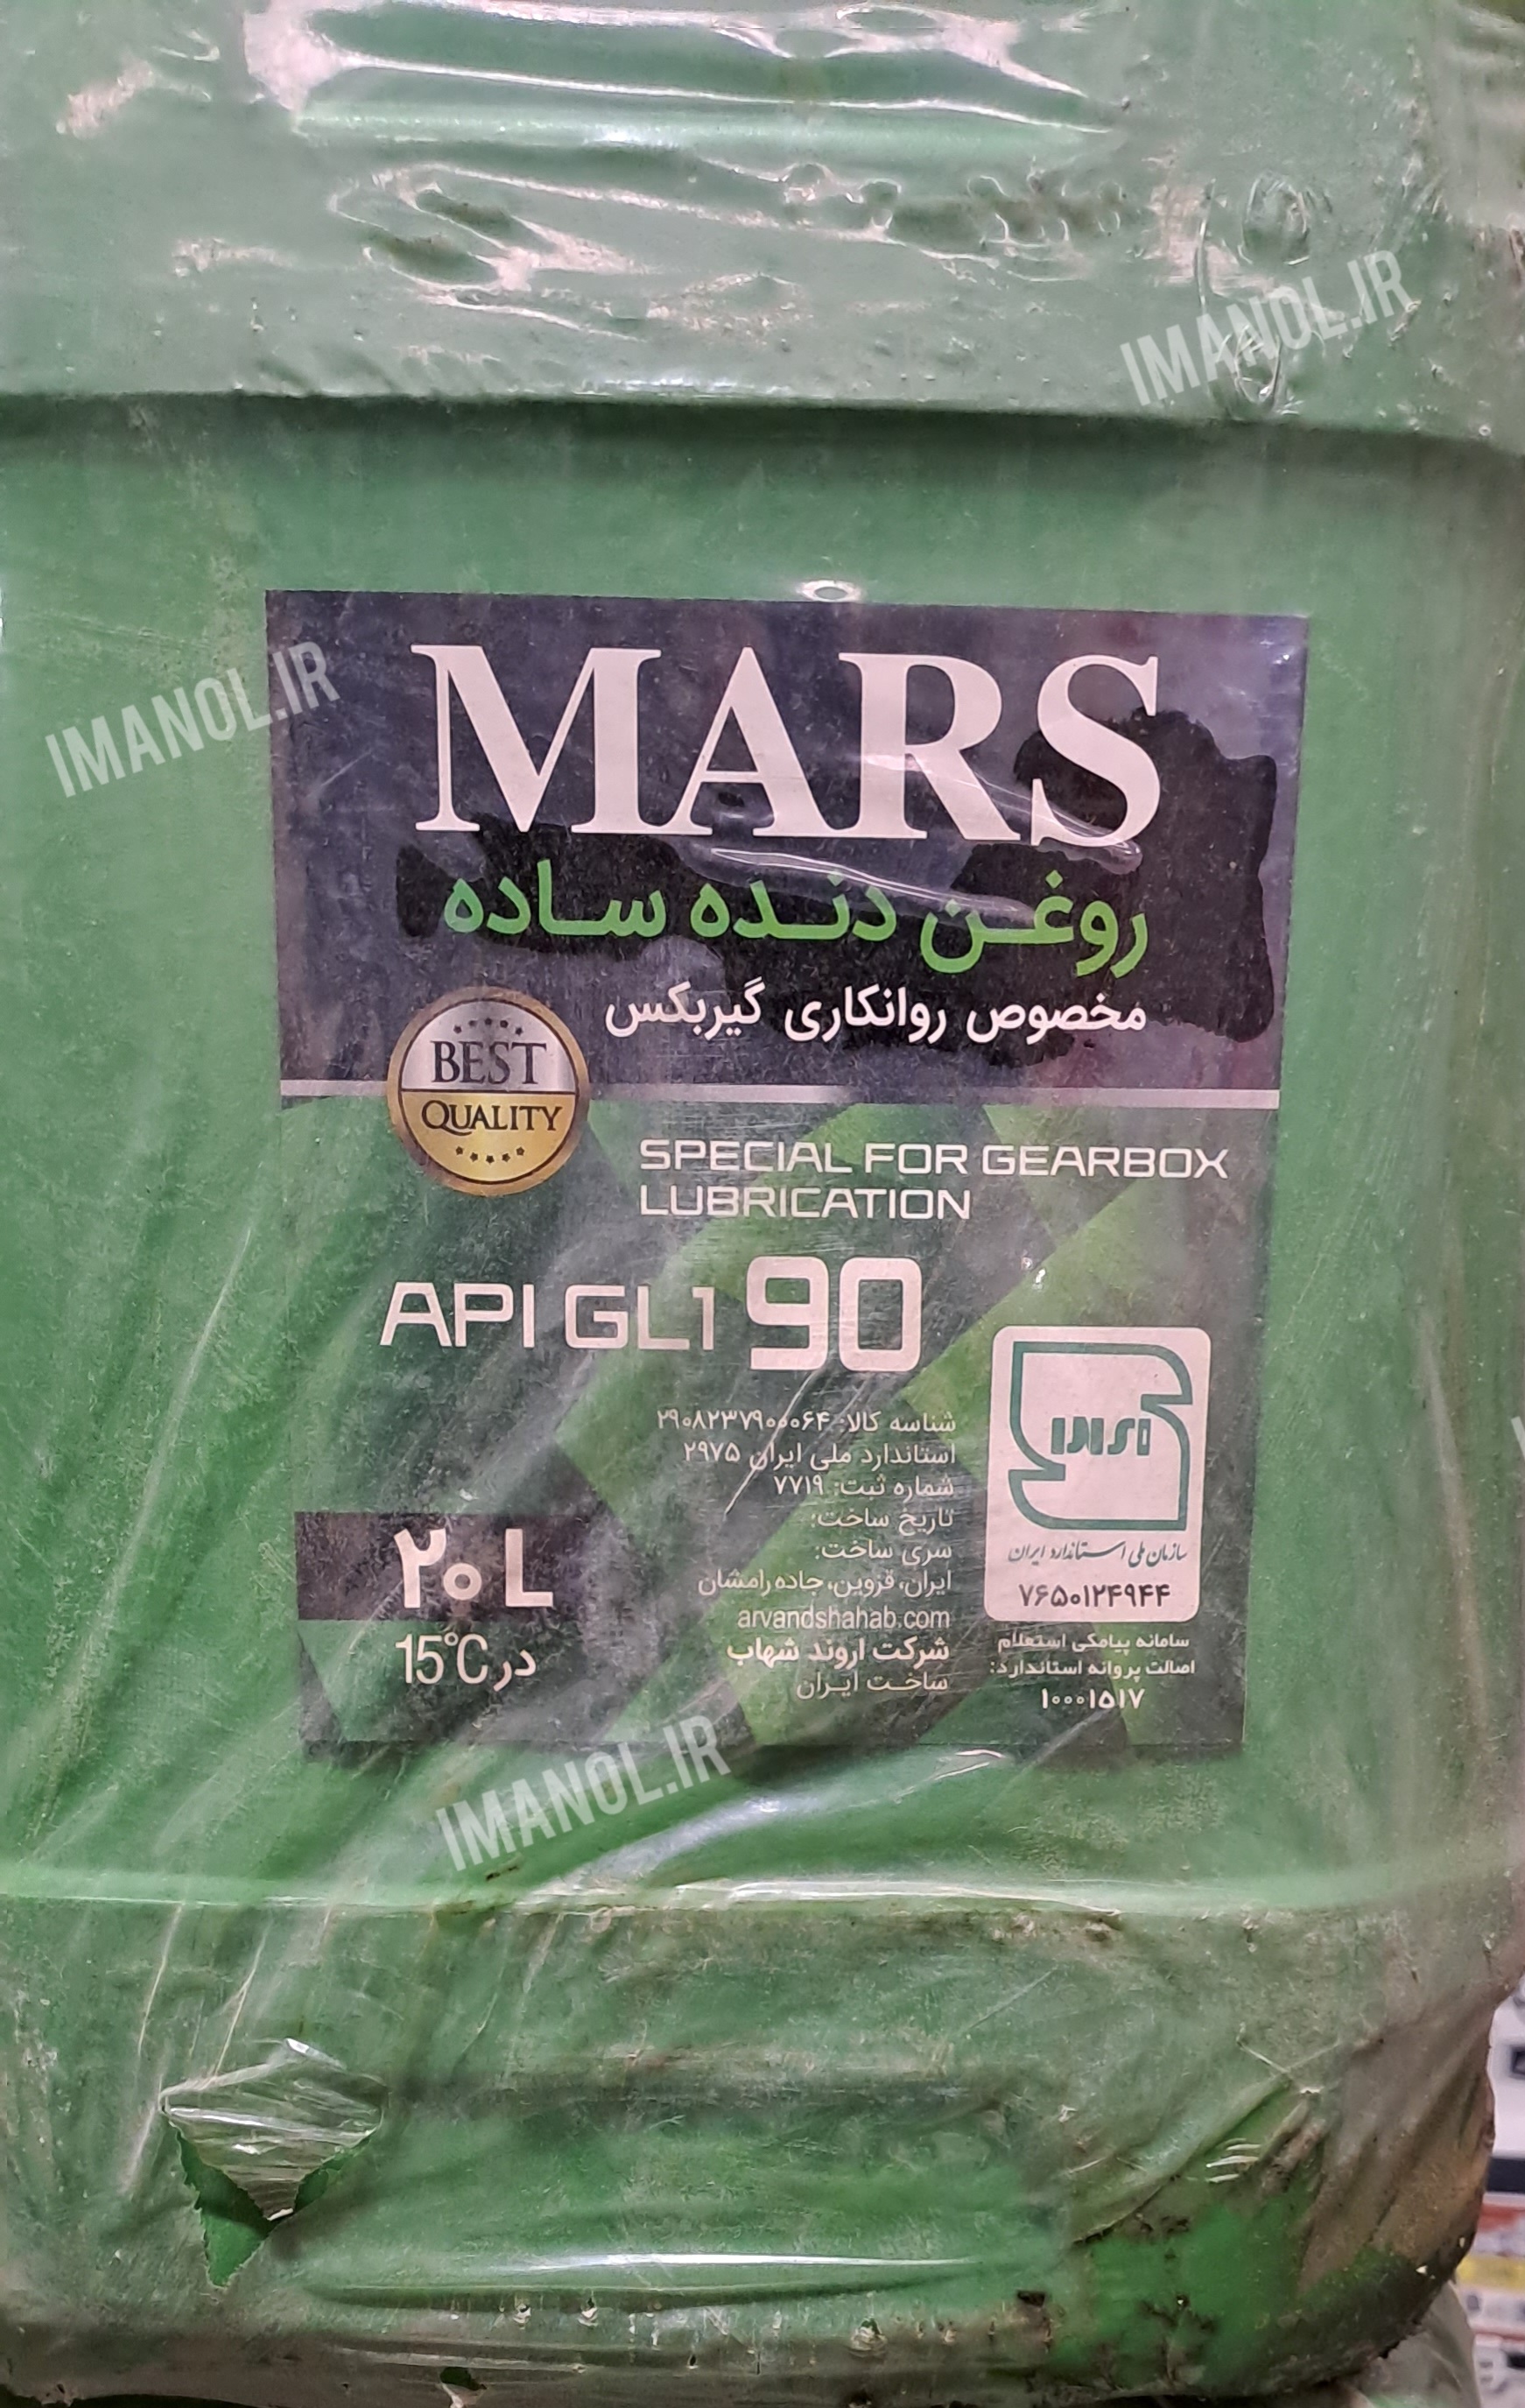 IMANOL.IR
IMANOL.IR
MARS
روغن دنده ساده
مخصوص روانکاری گیربکس
BEST
QUALITY
SPECIAL FOR GEARBOX
LUBRICATION
API GL1 90
شناسه کالا: ۲۹۰۸۲۳۷۹۰۰۰۶۴
استاندارد ملی ایران ۲۹۷۵
شماره ثبت: ۷۷۱۹
تاریخ ساخت:
سری ساخت:
ایران، قزوین، جاده رامشان
arvandshahab.com
شرکت اروند شهاب
ساخت ایران
سازمان ملی استاندارد ایران
۷۶۵۰۱۲۴۹۴۴
سامانه پیامکی استعلام
اصالت پروانه استاندارد:
۱۰۰۰۱۵۱۷
۲۰ L
در 15°C
IMANOL.IR